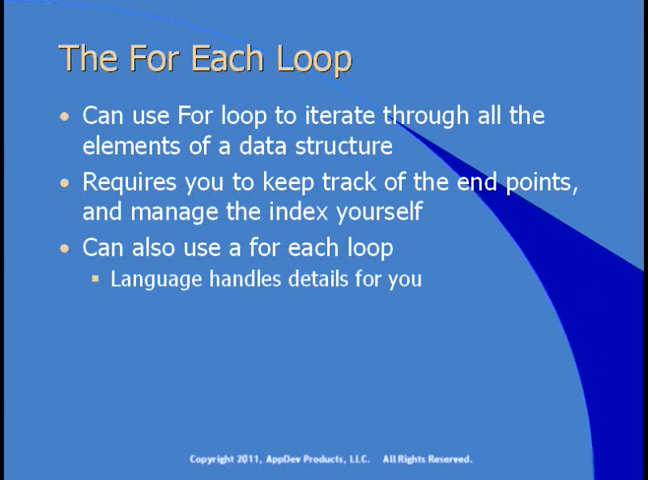 The For Each Loop
• Can use For loop to iterate through all the
elements of a data structure
• Requires you to keep track of the end points,
and manage the index yourself
• Can also use a for each loop
▪ Language handles details for you
Copyright 2011, AppDev Products, LLC. All Rights Reserved.